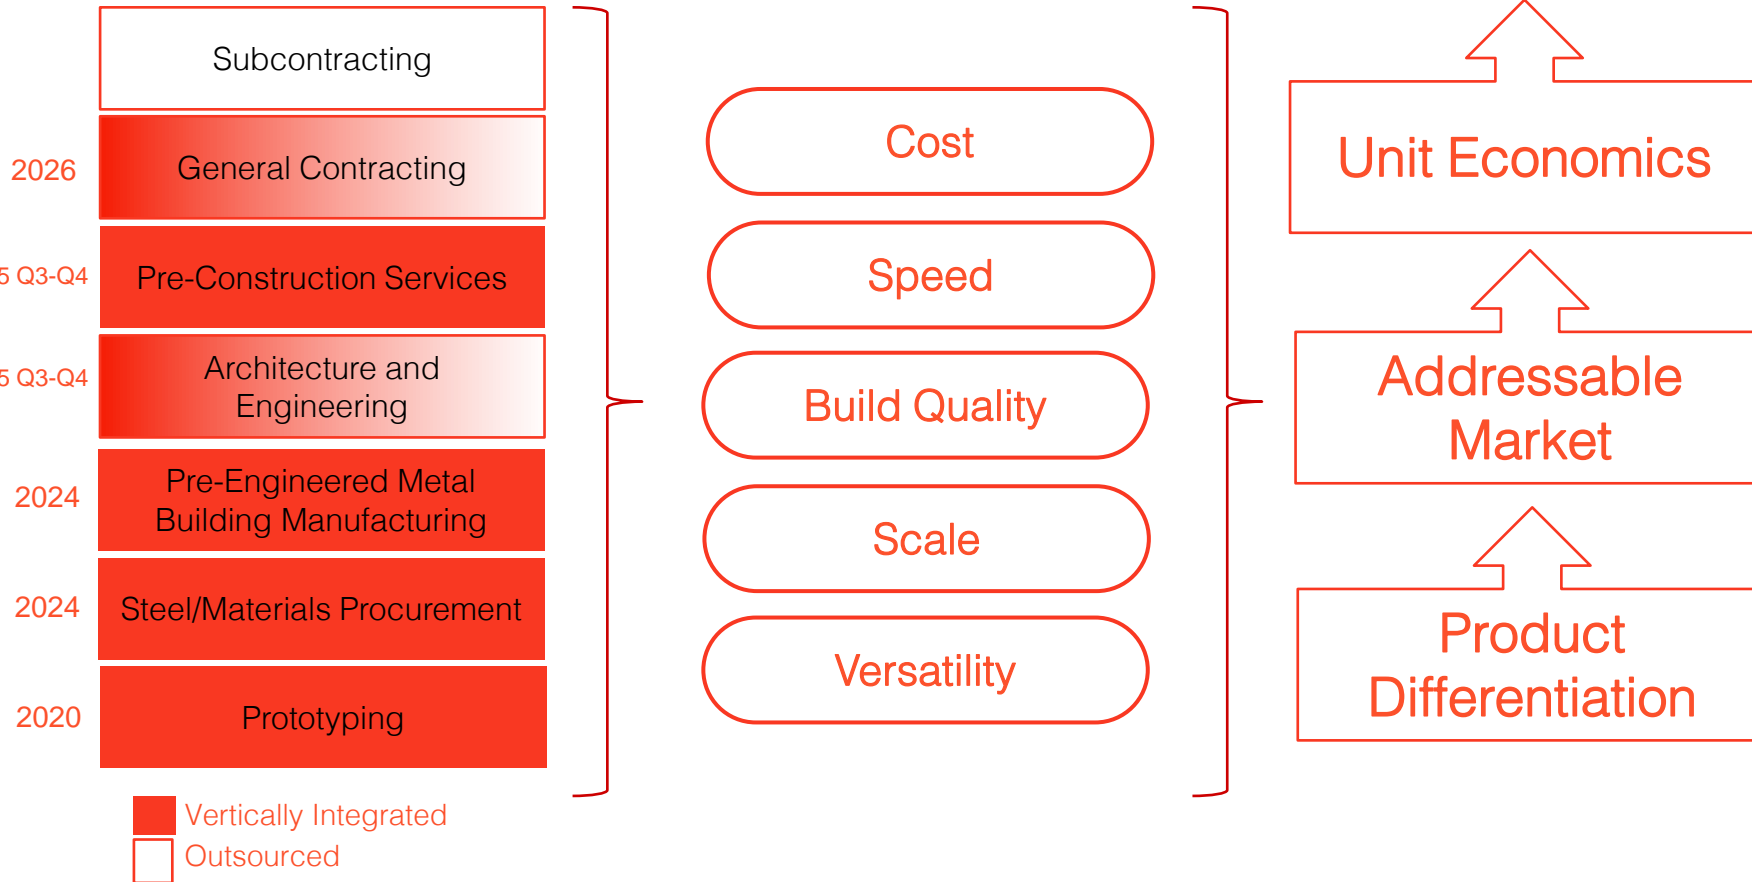 Subcontracting
2026
General Contracting
5 Q3-Q4
Pre-Construction Services
5 Q3-Q4
Architecture and
Engineering
2024
Pre-Engineered Metal
Building Manufacturing
2024
Steel/Materials Procurement
2020
Prototyping
Vertically Integrated
Outsourced
Cost
Speed
Build Quality
Scale
Versatility
Unit Economics
Addressable
Market
Product
Differentiation